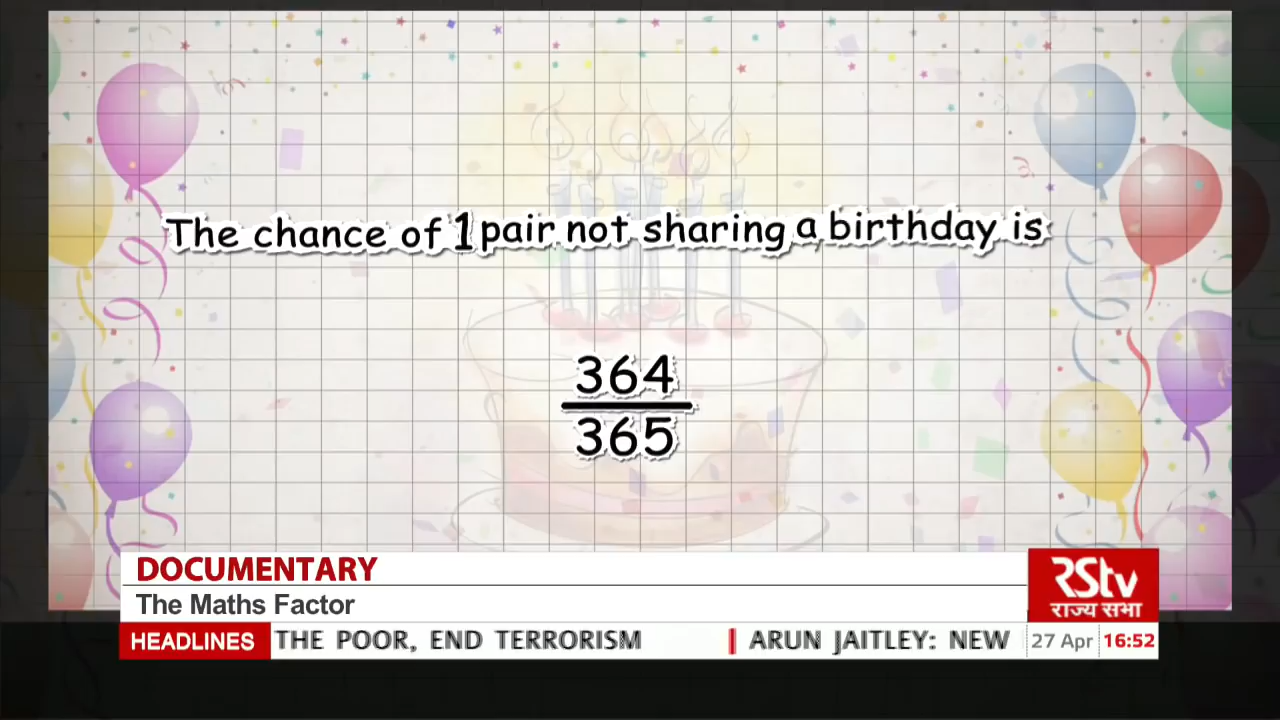 The chance of 1 pair not sharing a birthday is
364
365
DOCUMENTARY
The Maths Factor
RSTV
राज्य सभा
HEADLINES THE POOR, END TERRORISM ARUN JAITLEY: NEW 27 Apr 16:52